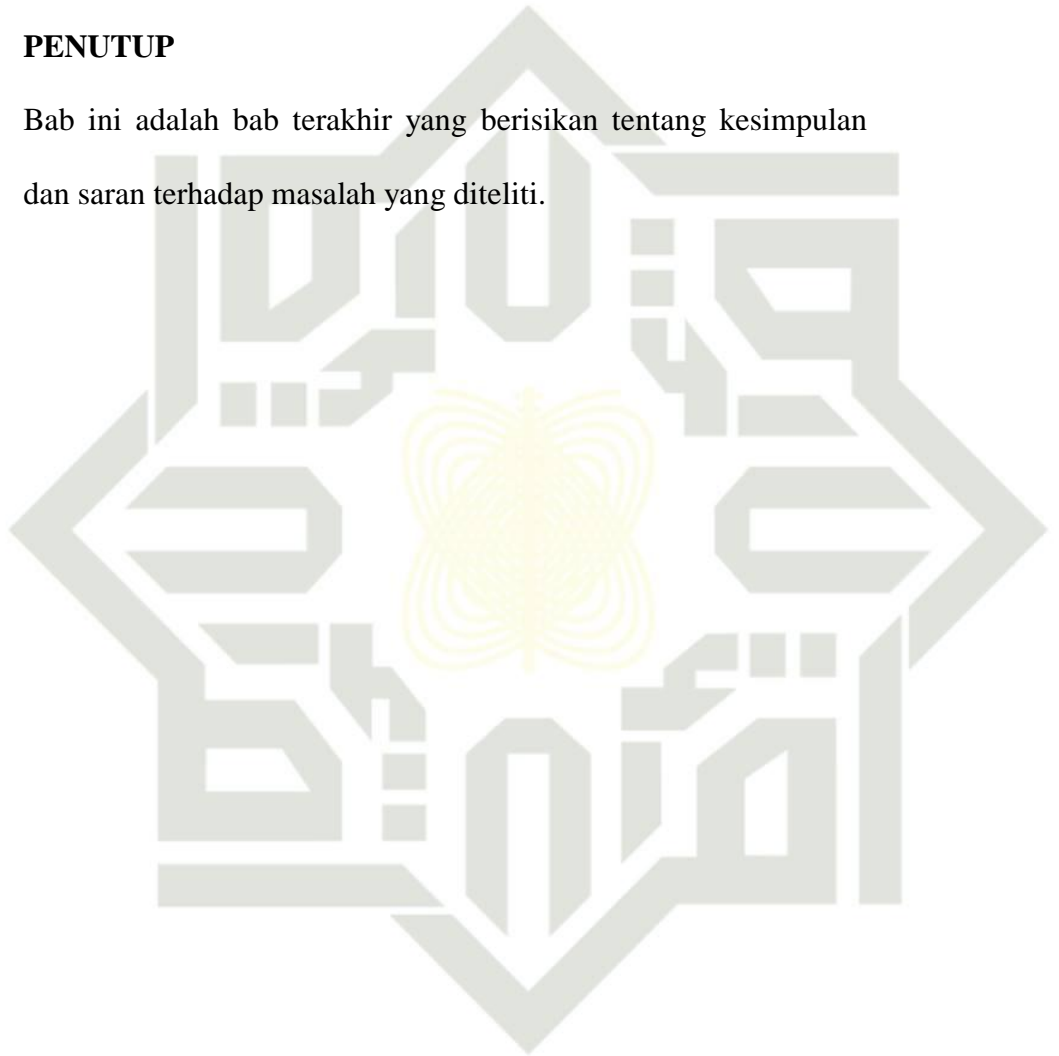 PENUTUP
Bab ini adalah bab terakhir yang berisikan tentang kesimpulan
dan saran terhadap masalah yang diteliti.